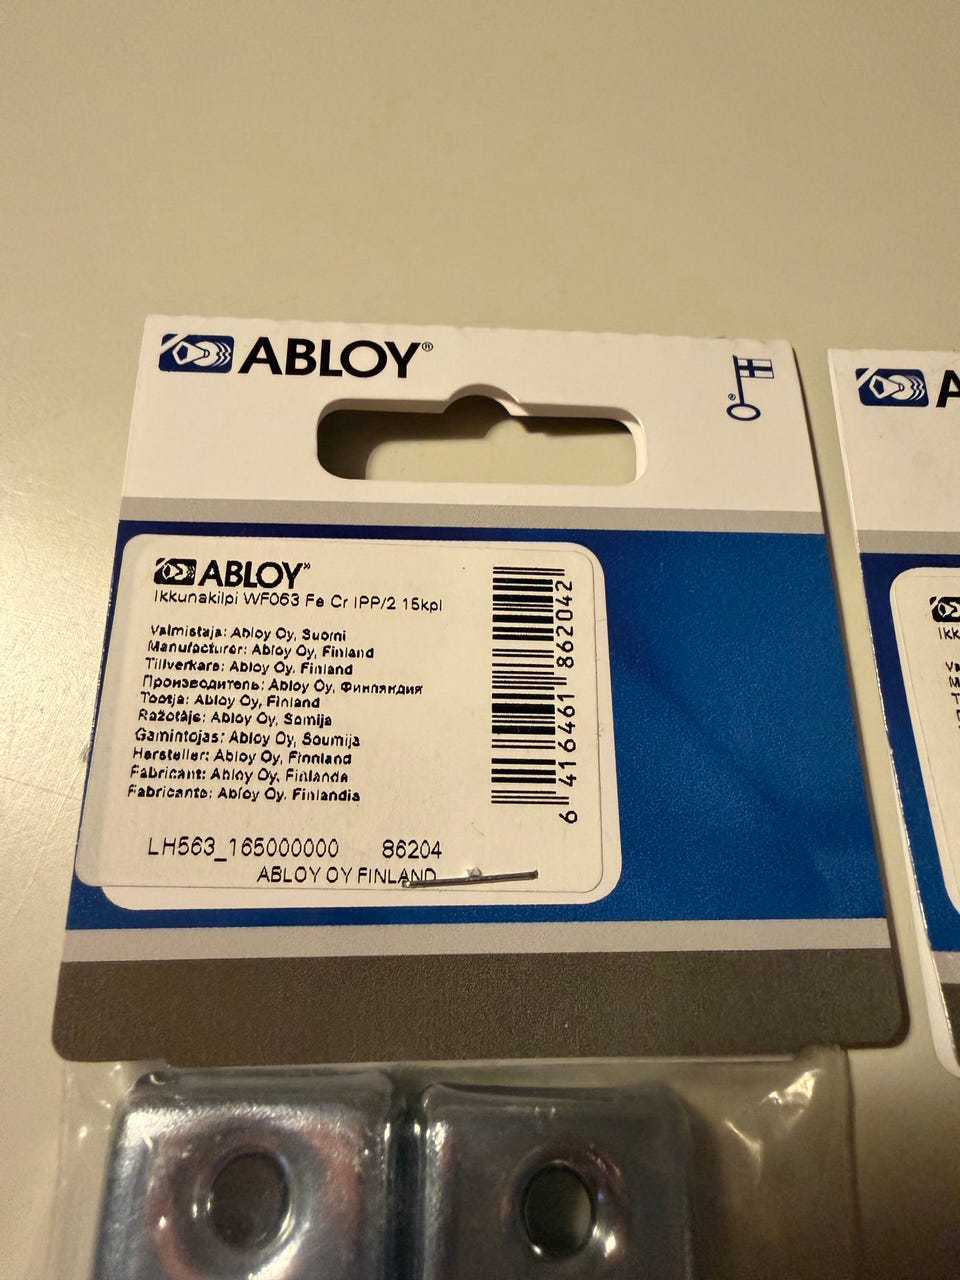 ABLOY®
ABLOY®
Ikkunakilpi WF063 Fe Cr IPP/2 15kpl
Valmistaja: Abloy Oy, Suomi
Manufacturer: Abloy Oy, Finland
Tillverkare: Abloy Oy, Finland
Производитель: Abloy Oy, Финляндия
Tootja: Abloy Oy, Finland
Ražotājs: Abloy Oy, Somija
Gamintojas: Abloy Oy, Soumija
Hersteller: Abloy Oy, Finnland
Fabricant: Abloy Oy, Finlande
Fabricante: Abloy Oy, Finlandia
LH563_165000000 86204
ABLOY OY FINLAND
6 416461 862042